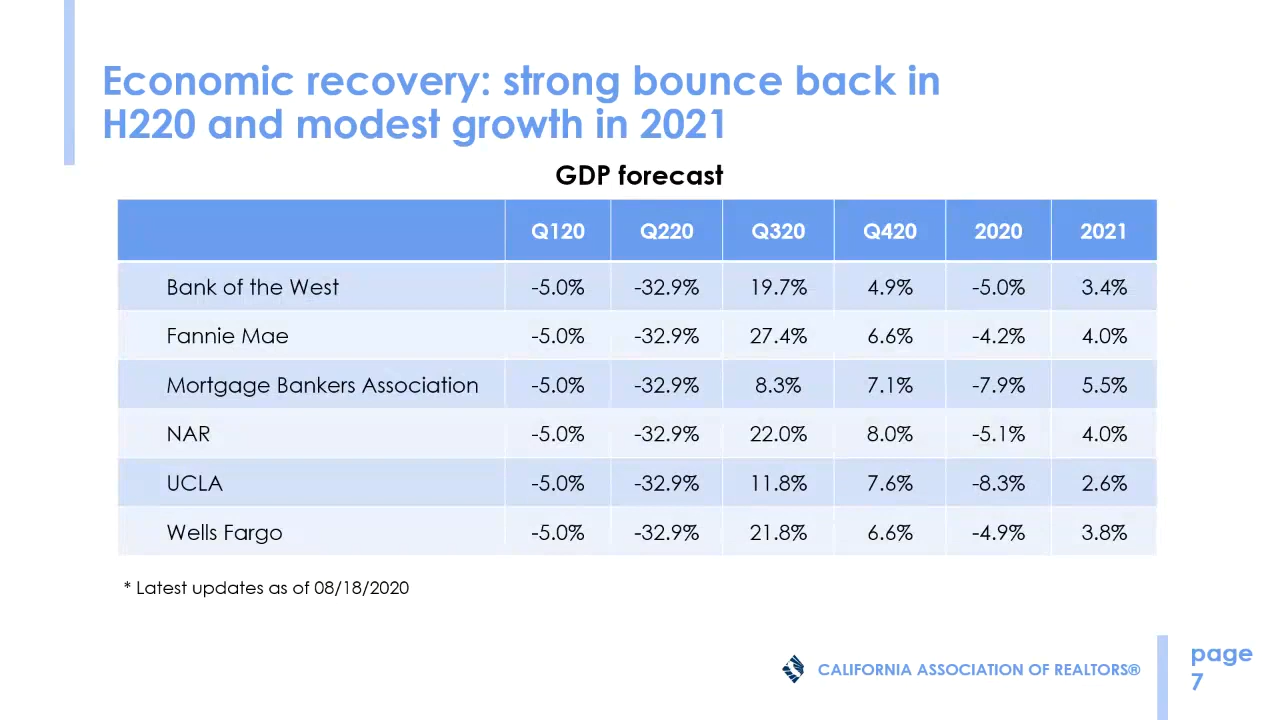 Economic recovery: strong bounce back in
H220 and modest growth in 2021
GDP forecast
Q120 Q220 Q320 Q420 2020 2021
Bank of the West -5.0% -32.9% 19.7% 4.9% -5.0% 3.4%
Fannie Mae -5.0% -32.9% 27.4% 6.6% -4.2% 4.0%
Mortgage Bankers Association -5.0% -32.9% 8.3% 7.1% -7.9% 5.5%
NAR -5.0% -32.9% 22.0% 8.0% -5.1% 4.0%
UCLA -5.0% -32.9% 11.8% 7.6% -8.3% 2.6%
Wells Fargo -5.0% -32.9% 21.8% 6.6% -4.9% 3.8%
* Latest updates as of 08/18/2020
CALIFORNIA ASSOCIATION OF REALTORS®
page
7